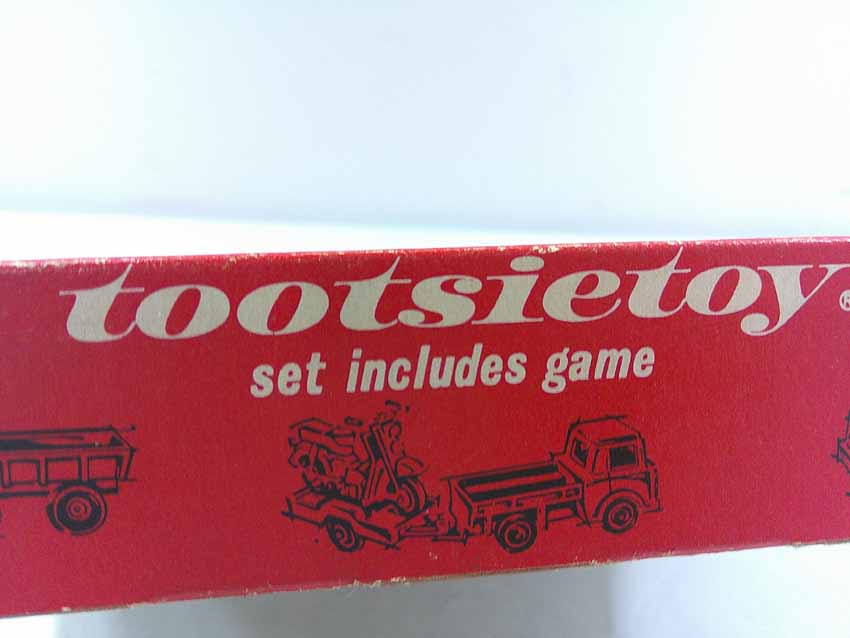 tootsietoy®
set includes game